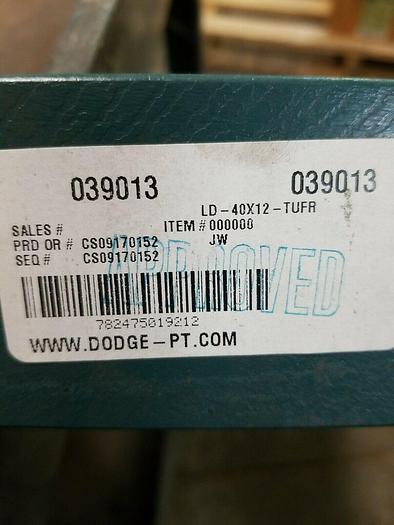 039013 039013
LD-40X12-TUFR
SALES # ITEM # 000000
PRD OR # CS09170152 JW
SEQ # CS09170152
APPROVED
782475019212
WWW.DODGE-PT.COM